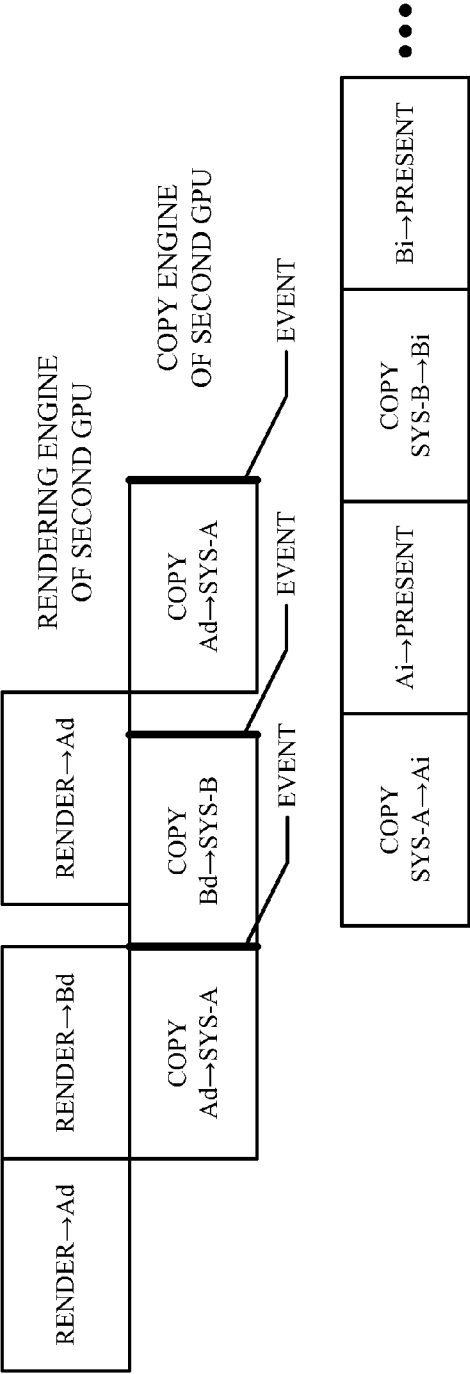 RENDER→Ad
RENDER→Bd
RENDER→Ad
RENDERING ENGINE
OF SECOND GPU
COPY
Ad→SYS-A
COPY
Bd→SYS-B
COPY
Ad→SYS-A
COPY ENGINE
OF SECOND GPU
EVENT
EVENT
EVENT
COPY
SYS-A→Ai
Ai→PRESENT
COPY
SYS-B→Bi
Bi→PRESENT
•••